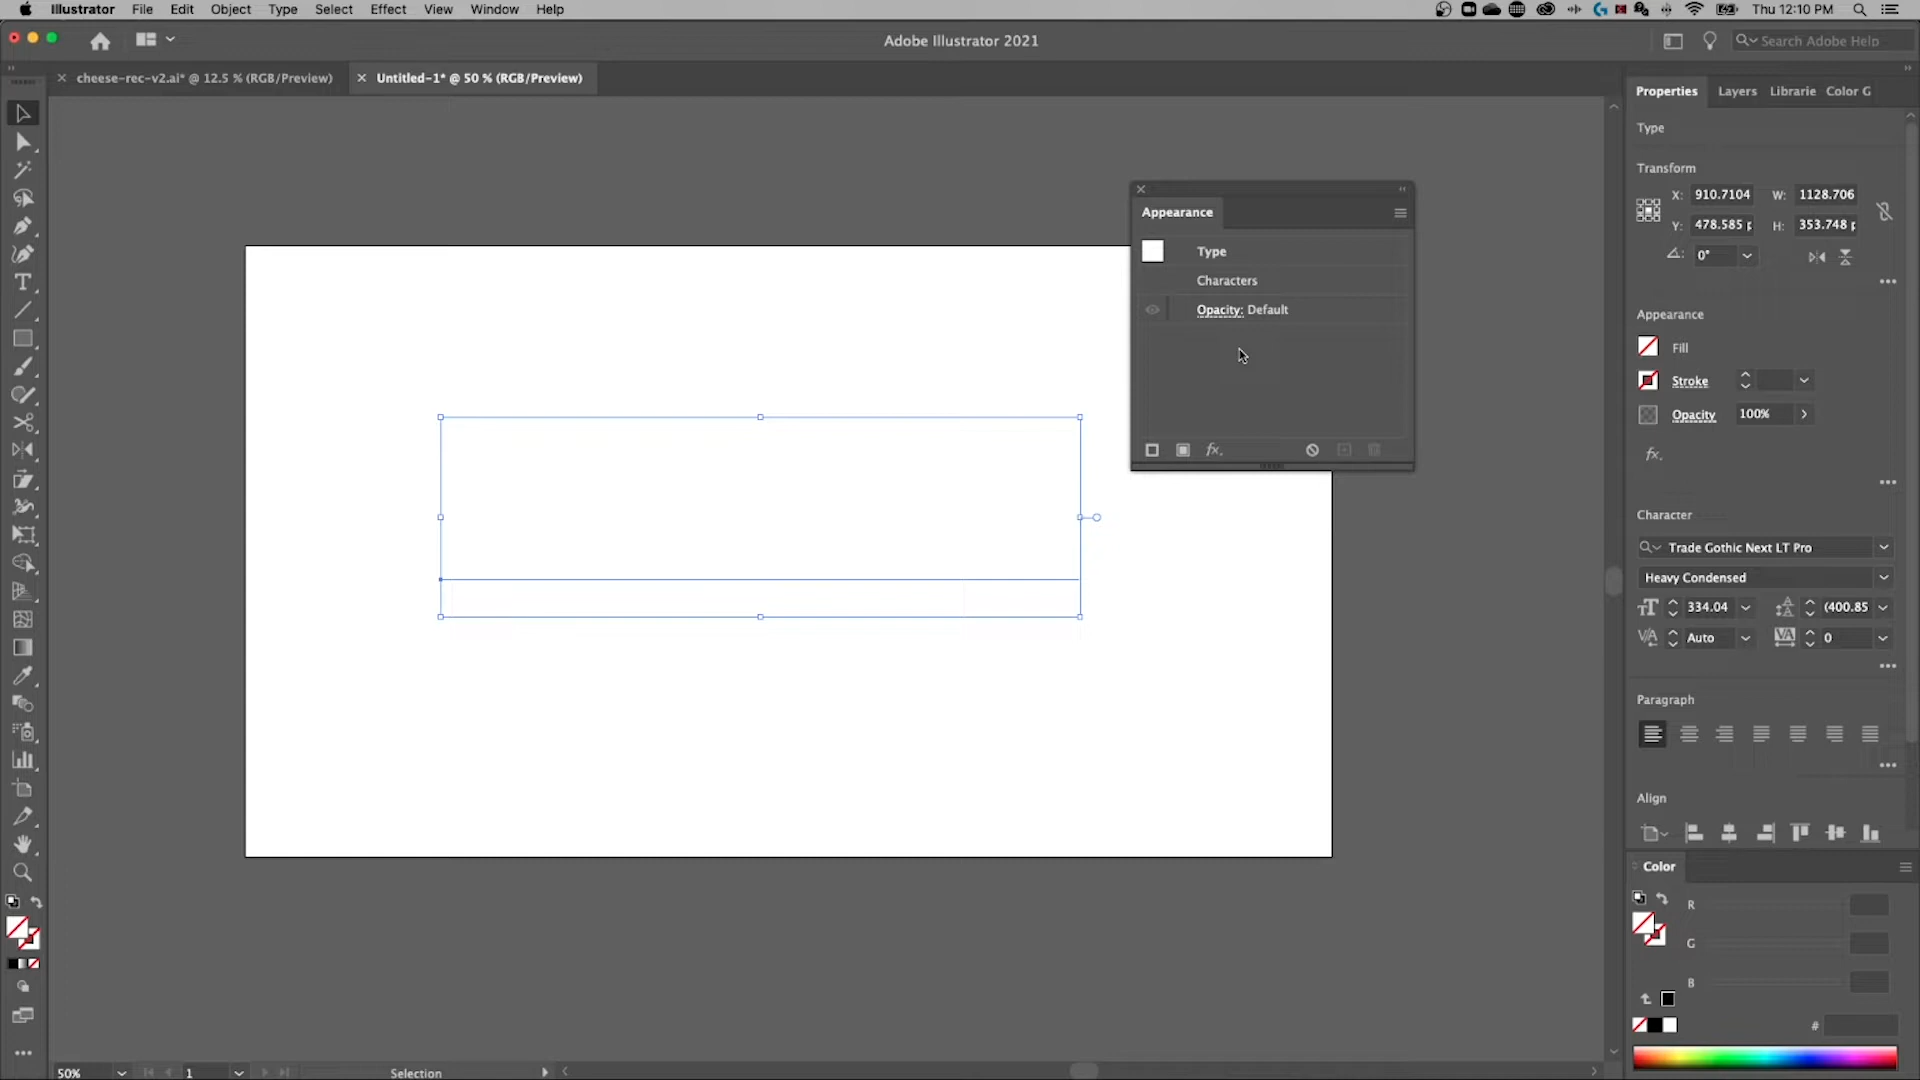 Illustrator File Edit Object Type Select Effect View Window Help
Thu 12:10 PM
Adobe Illustrator 2021
Search Adobe Help
cheese-rec-v2.ai* @ 12.5 % (RGB/Preview)
Untitled-1* @ 50 % (RGB/Preview)
Properties Layers Librarie Color G
Type
Transform
X: 910.7104 W: 1128.706
Y: 478.585 p H: 353.748 p
0°
Appearance
Type
Characters
Opacity: Default
fx.
Appearance
Fill
Stroke
Opacity 100%
fx.
Character
Trade Gothic Next LT Pro
Heavy Condensed
334.04 (400.85
Auto 0
Paragraph
Align
Color
R
G
B
#
50% 1 Selection